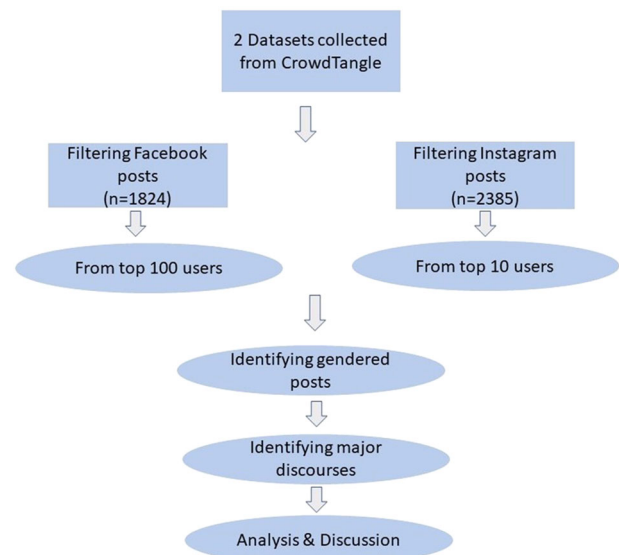 2 Datasets collected
from CrowdTangle
Filtering Facebook
posts
(n=1824)
Filtering Instagram
posts
(n=2385)
From top 100 users
From top 10 users
Identifying gendered
posts
Identifying major
discourses
Analysis & Discussion